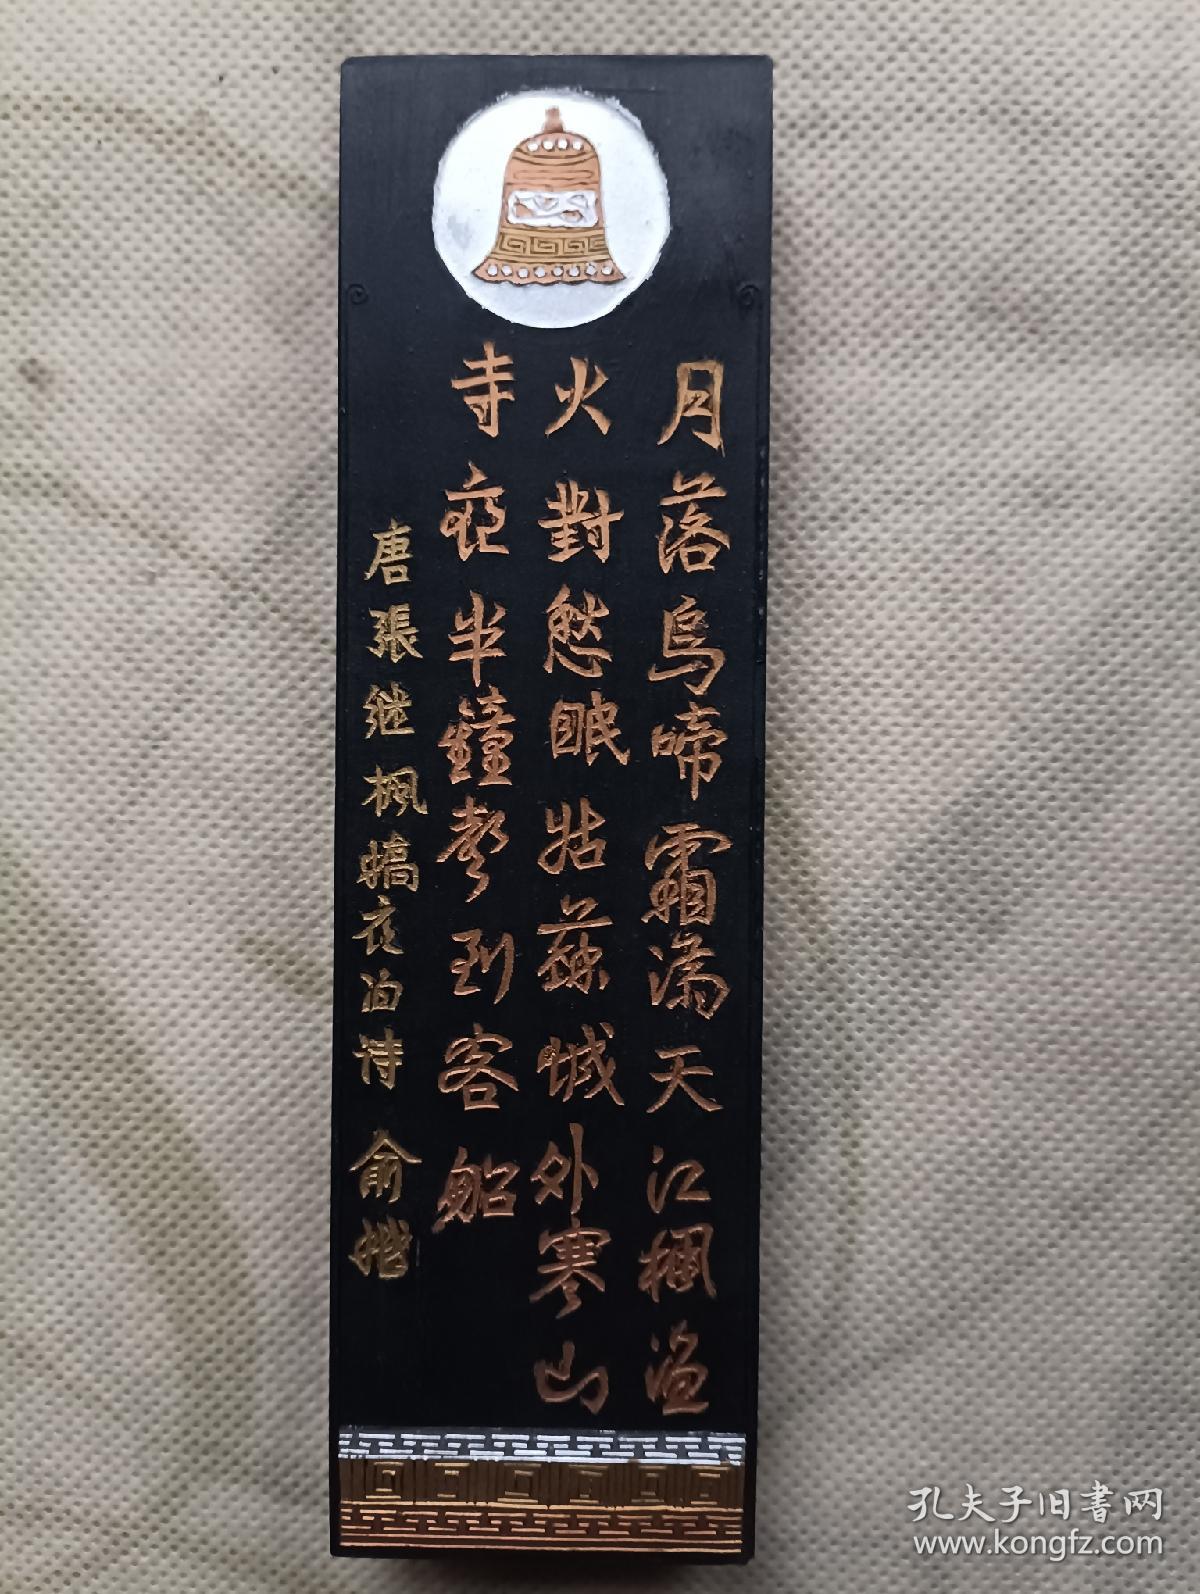 月落烏啼霜滿天江楓漁
火對愁眠姑蘇城外寒山
寺夜半鐘聲到客船
唐張継楓橋夜泊詩 俞樾
孔夫子旧書网
www.kongfz.com